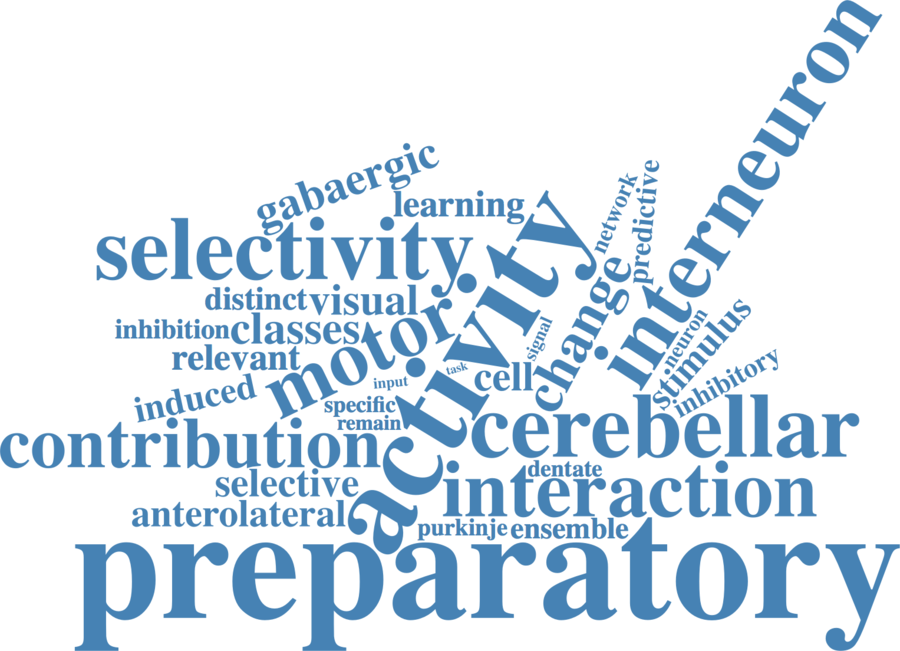 interneuron
gabaergic
learning
network
predictive
selectivity
activity
change
distinct
visual
motor
inhibition
classes
signal
neuron
stimulus
relevant
task
input
cell
inhibitory
induced
specific
remain
cerebellar
contribution
selective
dentate
interaction
anterolateral
purkinje
ensemble
preparatory